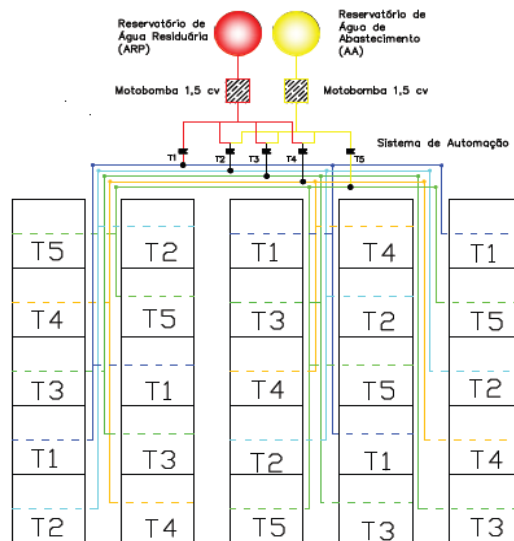 Reservatório de
Água Residuária
(ARP)
Reservatório de
Água de
Abastecimento
(AA)
Motobomba 1,5 cv
Motobomba 1,5 cv
Sistema de Automação
T1 T2 T3 T4 T5
T5 T2 T1 T4 T1
T4 T5 T3 T2 T5
T3 T1 T4 T5 T2
T1 T3 T2 T1 T4
T2 T4 T5 T3 T3